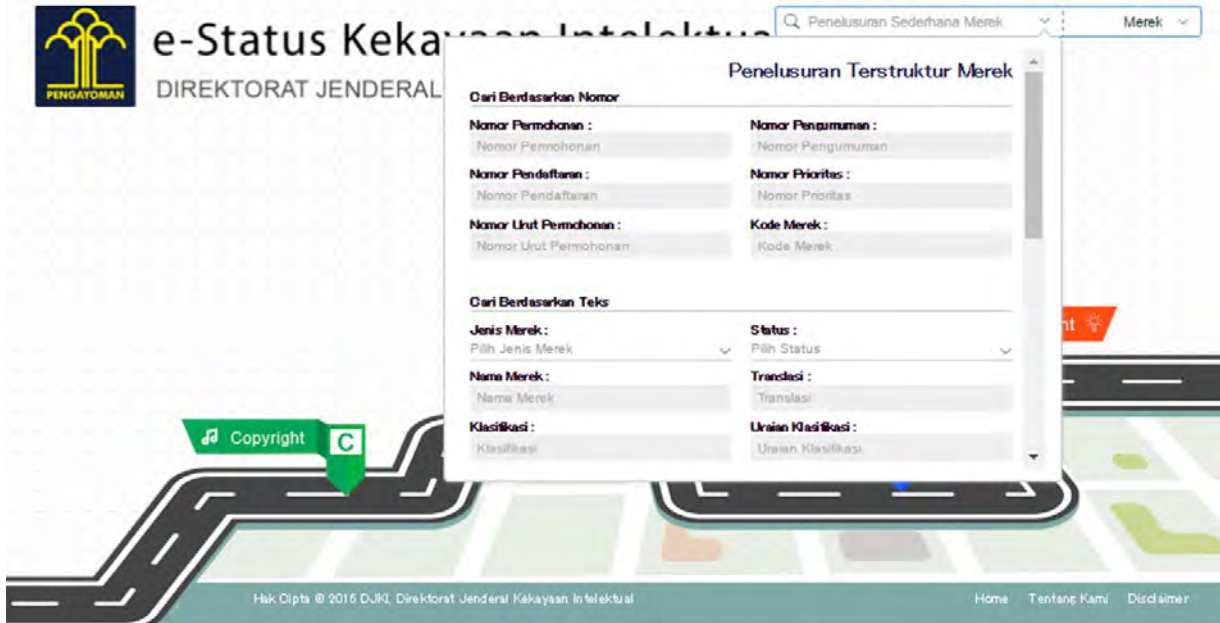 PENGAYOMAN
e-Status Keka
DIREKTORAT JENDERAL
Penelusuran Sederhana Merek
Merek
Penelusuran Terstruktur Merek
Cari Berdasarkan Nomor
Nomor Permohonan : Nomor Pengumuman :
Nomor Permohonan Nomor Pengumuman
Nomor Pendaftaran : Nomor Prioritas :
Nomor Pendaftaran Nomor Prioritas
Nomor Urut Permohonan : Kode Merek :
Nomor Urut Permohonan Kode Merek
Cari Berdasarkan Teks
Jenis Merek : Status :
Pilih Jenis Merek Pilih Status
Nama Merek : Translasi :
Nama Merek Translasi
Klasifikasi : Uraian Klasifikasi :
Klasifikasi Uraian Klasifikasi
nt
Copyright C
Hak Cipta © 2016 DJKI, Direktorat Jenderal Kekayaan Intelektual
Home Tentang Kami Disclaimer